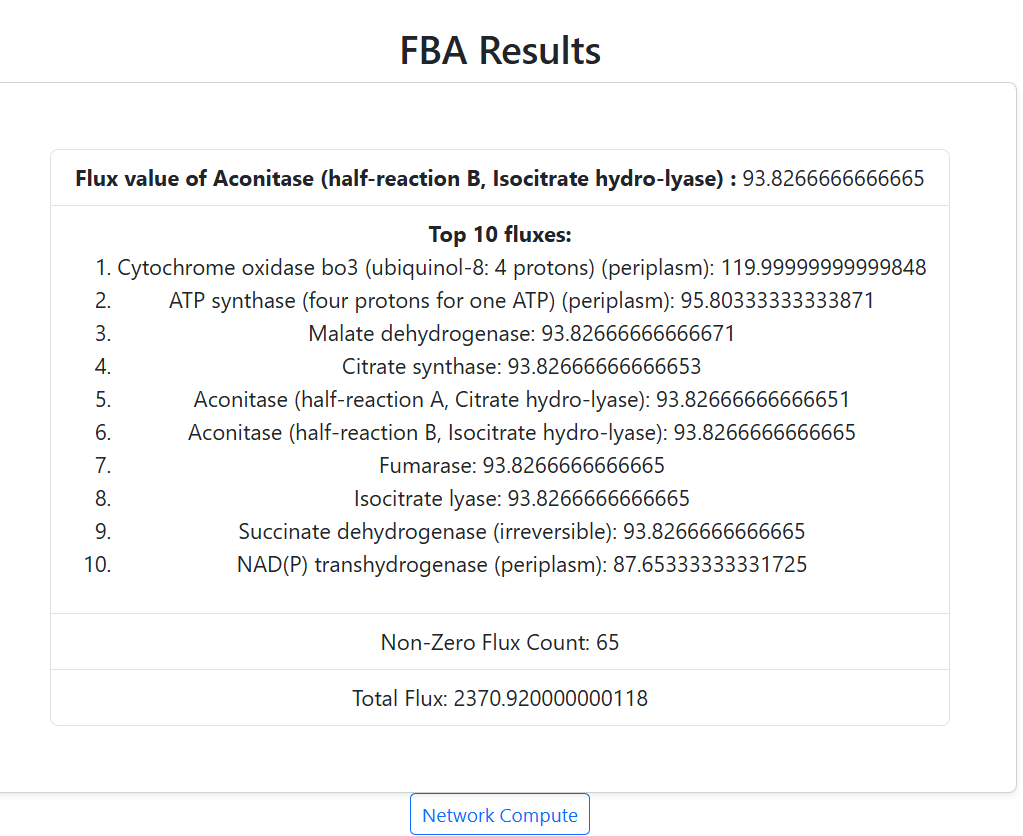 FBA Results
Flux value of Aconitase (half-reaction B, Isocitrate hydro-lyase) : 93.8266666666665
Top 10 fluxes:
1. Cytochrome oxidase bo3 (ubiquinol-8: 4 protons) (periplasm): 119.99999999999848
2. ATP synthase (four protons for one ATP) (periplasm): 95.80333333333871
3. Malate dehydrogenase: 93.82666666666671
4. Citrate synthase: 93.82666666666653
5. Aconitase (half-reaction A, Citrate hydro-lyase): 93.82666666666651
6. Aconitase (half-reaction B, Isocitrate hydro-lyase): 93.8266666666665
7. Fumarase: 93.8266666666665
8. Isocitrate lyase: 93.8266666666665
9. Succinate dehydrogenase (irreversible): 93.8266666666665
10. NAD(P) transhydrogenase (periplasm): 87.65333333331725
Non-Zero Flux Count: 65
Total Flux: 2370.920000000118
Network Compute